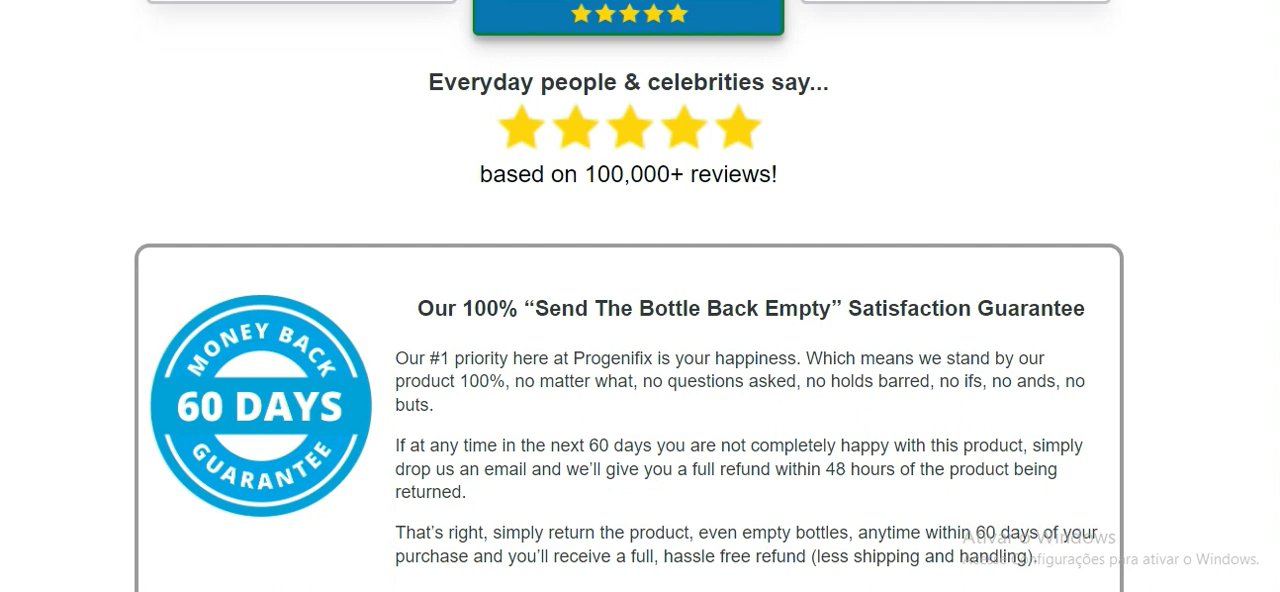 Everyday people & celebrities say...
based on 100,000+ reviews!
MONEY BACK
60 DAYS
GUARANTEE
Our 100% “Send The Bottle Back Empty” Satisfaction Guarantee
Our #1 priority here at Progenifix is your happiness. Which means we stand by our
product 100%, no matter what, no questions asked, no holds barred, no ifs, no ands, no
buts.
If at any time in the next 60 days you are not completely happy with this product, simply
drop us an email and we’ll give you a full refund within 48 hours of the product being
returned.
That’s right, simply return the product, even empty bottles, anytime within 60 days of your
purchase and you’ll receive a full, hassle free refund (less shipping and handling).
Ativar o Windows
Acesse Configurações para ativar o Windows.